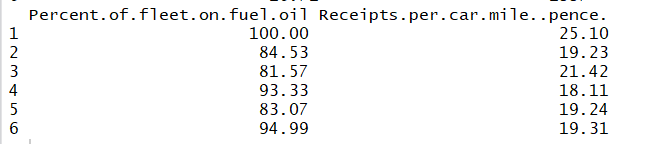 Percent.of.fleet.on.fuel.oil Receipts.per.car.mile..pence.
1 100.00 25.10
2 84.53 19.23
3 81.57 21.42
4 93.33 18.11
5 83.07 19.24
6 94.99 19.31